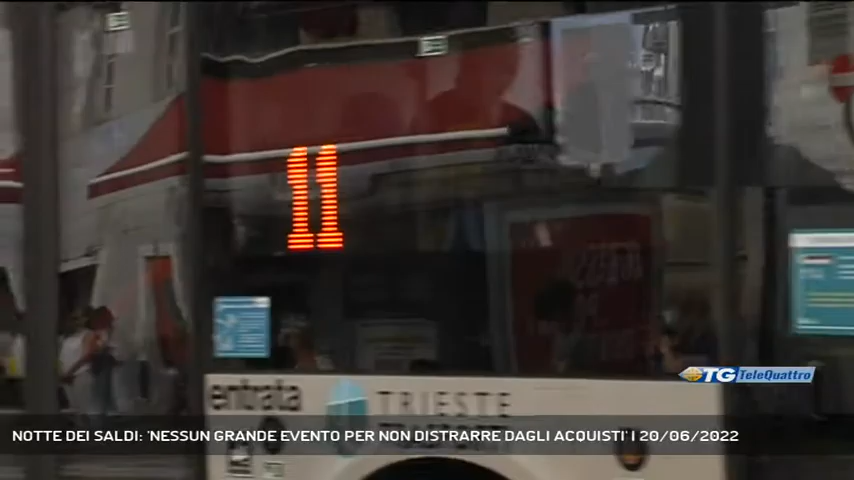 11
TG TeleQuattro
entrata
TRIESTE
TRASPORTI
NOTTE DEI SALDI: 'NESSUN GRANDE EVENTO PER NON DISTRARRE DAGLI ACQUISTI' | 20/06/2022